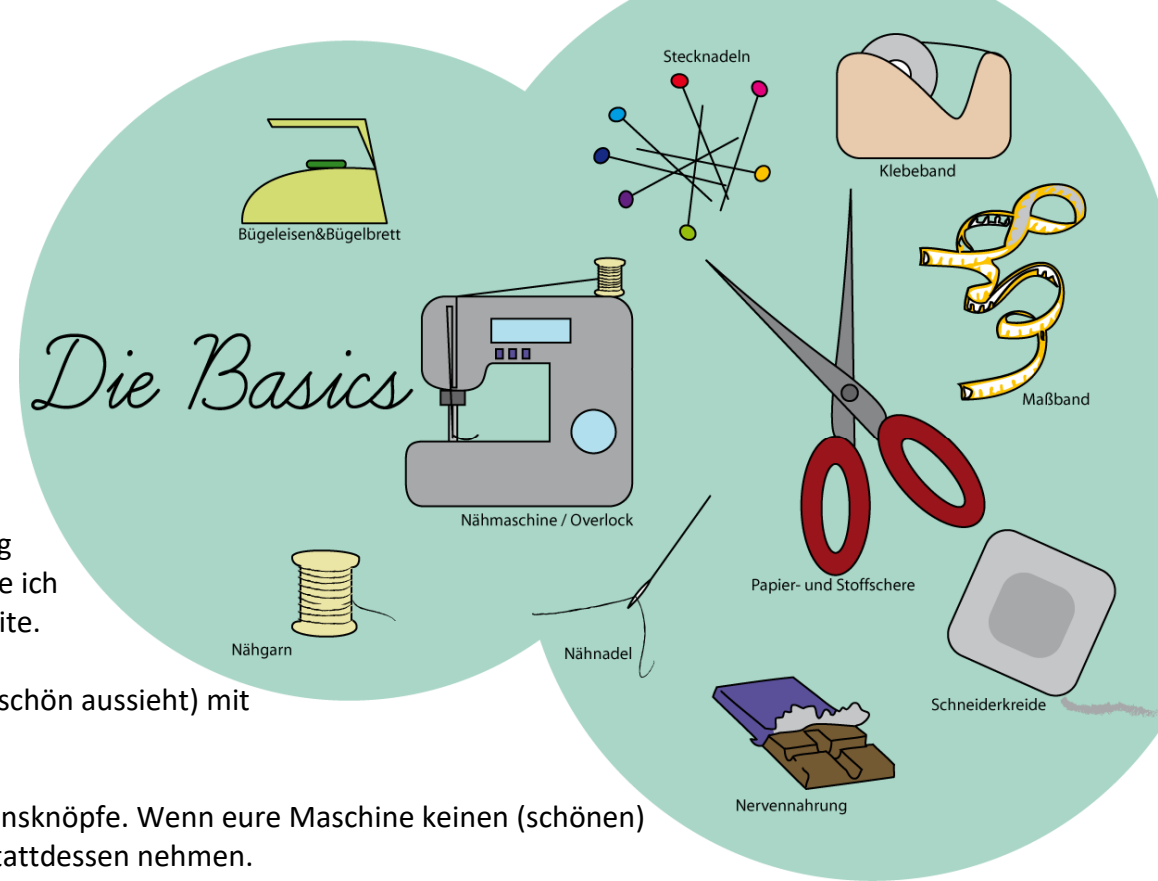 Stecknadeln
Klebeband
Bügeleisen&Bügelbrett
Die Basics
Maßband
Nähmaschine / Overlock
Papier- und Stoffschere
Nähgarn
Nähnadel
Schneiderkreide
Nervennahrung
g
e ich
ite.
schön aussieht) mit
nsknöpfe. Wenn eure Maschine keinen (schönen)
tattdessen nehmen.